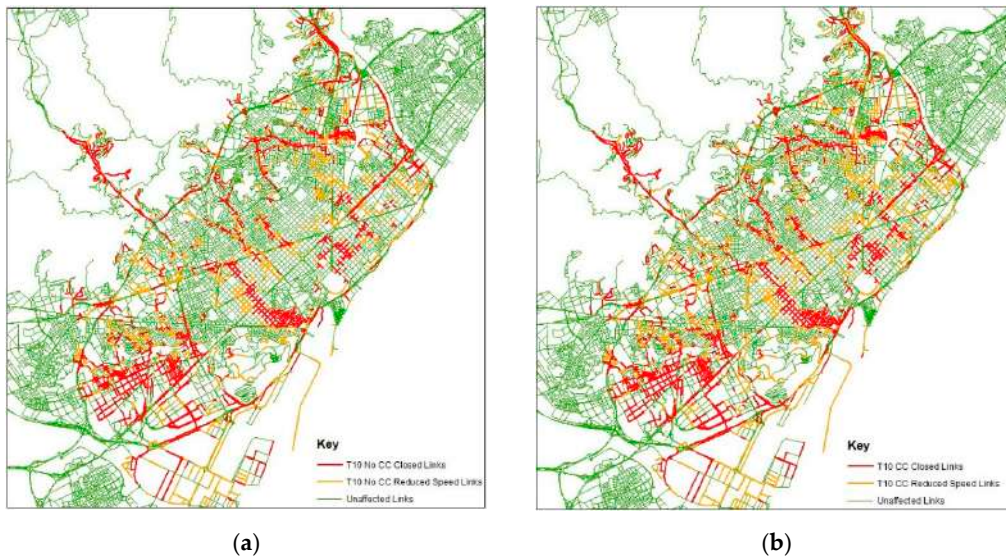 Key
T10 No CC Closed Links
T10 No CC Reduced Speed Links
Unaffected Links
(a)
Key
T10 CC Closed Links
T10 CC Reduced Speed Links
Unaffected Links
(b)